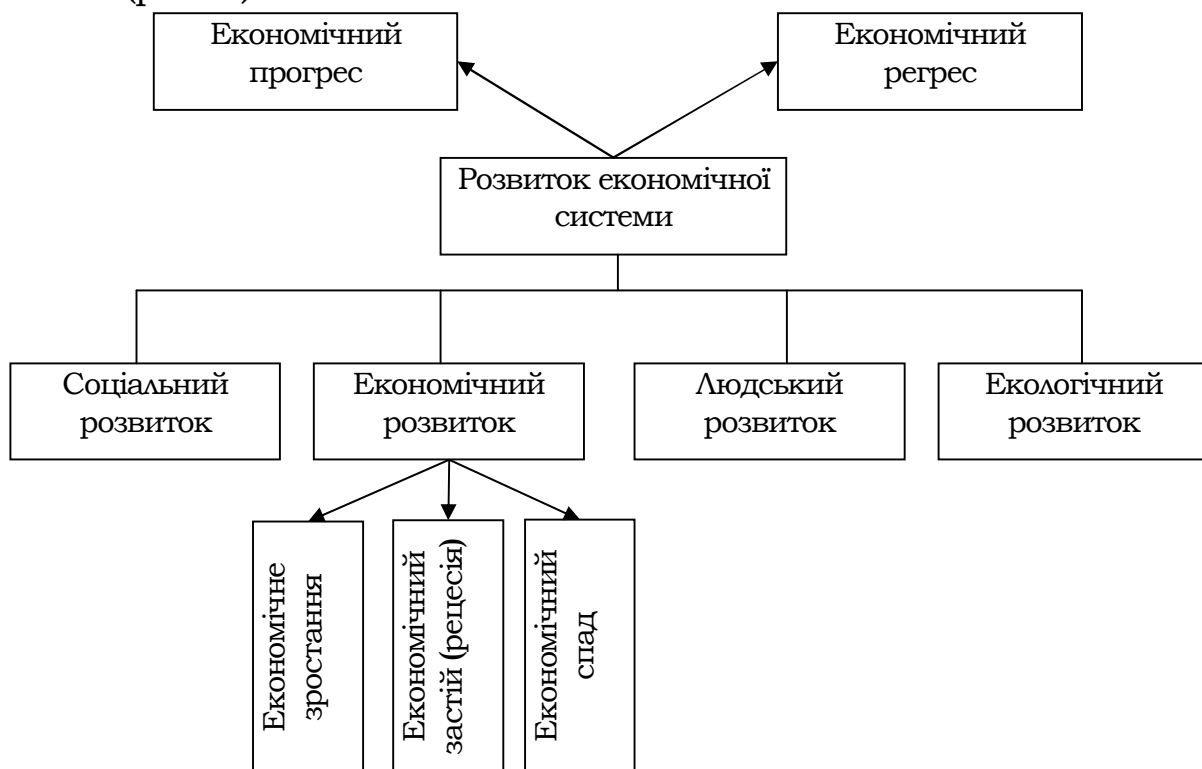 Економічний
прогрес
Економічний
регрес
Розвиток економічної
системи
Соціальний
розвиток
Економічний
розвиток
Людський
розвиток
Екологічний
розвиток
Економічне
зростання
Економічний
застій (рецесія)
Економічний
спад